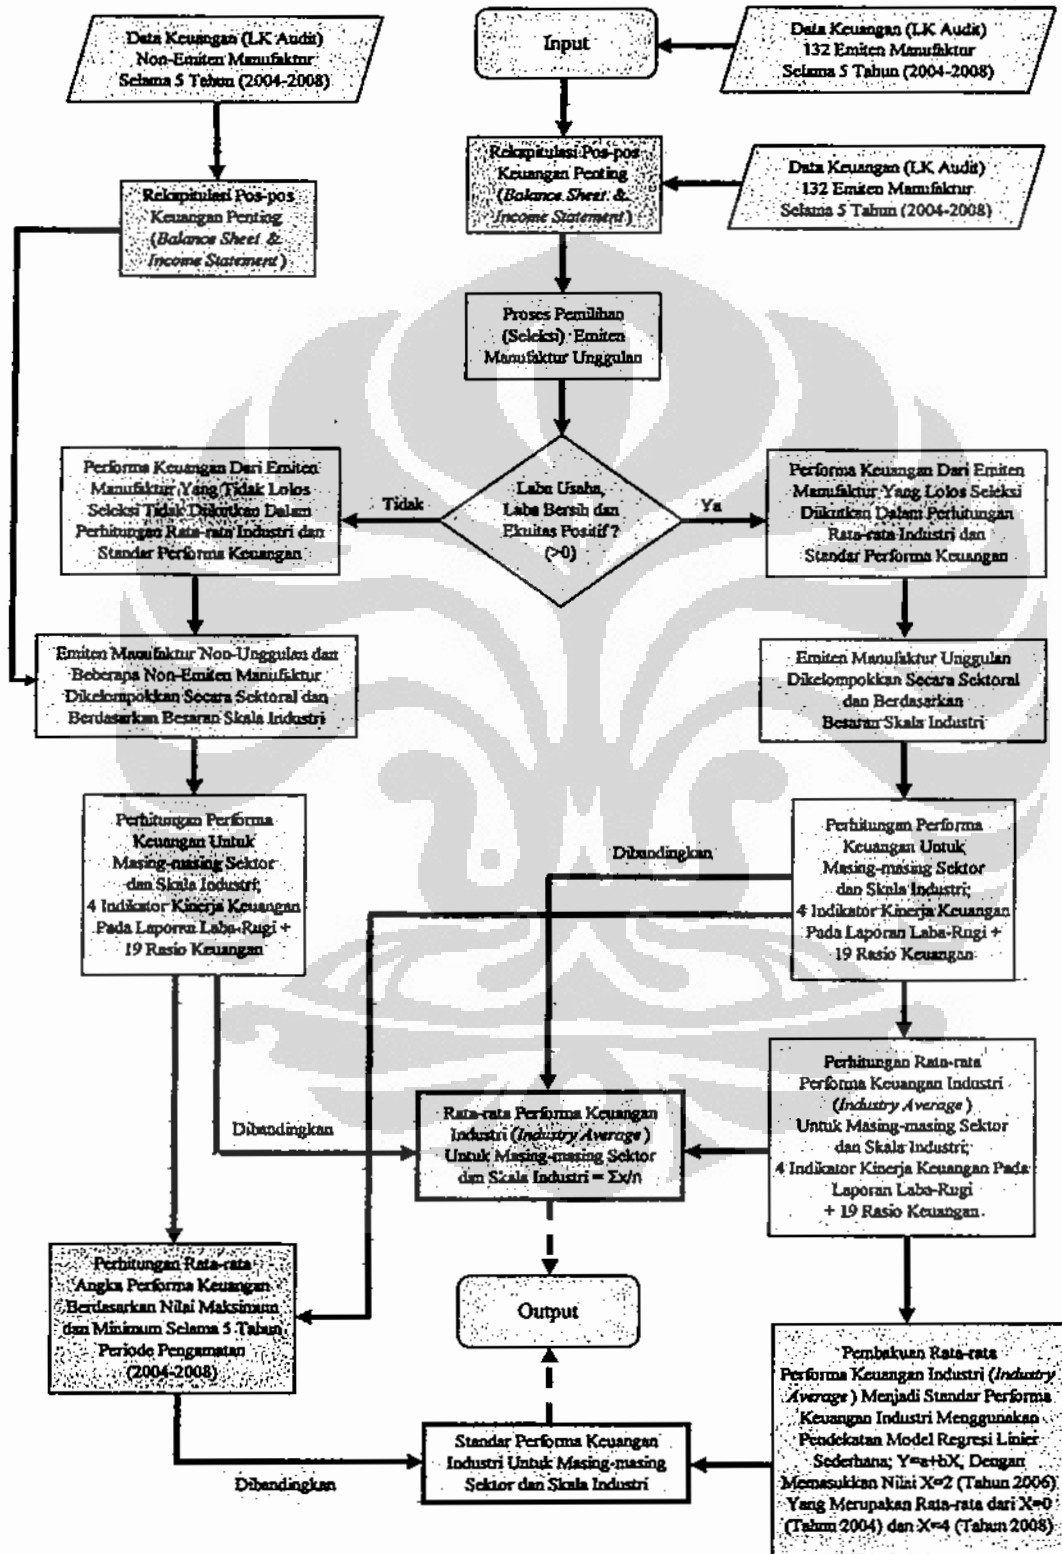 Data Keuangan (LK Audit)
Non-Emiten Manufaktur
Selama 5 Tahun (2004-2008)
Input
Data Keuangan (LK Audit)
132 Emiten Manufaktur
Selama 5 Tahun (2004-2008)
Rekapitulasi Pos-pos
Keuangan Penting
(Balance Sheet &
Income Statement)
Rekapitulasi Pos-pos
Keuangan Penting
(Balance Sheet &
Income Statement)
Data Keuangan (LK Audit)
132 Emiten Manufaktur
Selama 5 Tahun (2004-2008)
Proses Pemilihan
(Seleksi) Emiten
Manufaktur Unggulan
Performa Keuangan Dari Emiten
Manufaktur Yang Tidak Lolos
Seleksi Tidak Diikutkan Dalam
Perhitungan Rata-rata Industri dan
Standar Performa Keuangan
Tidak
Laba Usaha,
Laba Bersih dan
Ekuitas Positif ?
(>0)
Ya
Performa Keuangan Dari Emiten
Manufaktur Yang Lolos Seleksi
Diikutkan Dalam Perhitungan
Rata-rata Industri dan
Standar Performa Keuangan
Emiten Manufaktur Non-Unggulan dan
Beberapa Non-Emiten Manufaktur
Dikelompokkan Secara Sektoral dan
Berdasarkan Besaran Skala Industri
Emiten Manufaktur Unggulan
Dikelompokkan Secara Sektoral
dan Berdasarkan
Besaran Skala Industri
Perhitungan Performa
Keuangan Untuk
Masing-masing Sektor
dan Skala Industri;
4 Indikator Kinerja Keuangan
Pada Laporan Laba-Rugi +
19 Rasio Keuangan
Dibandingkan
Perhitungan Performa
Keuangan Untuk
Masing-masing Sektor
dan Skala Industri;
4 Indikator Kinerja Keuangan
Pada Laporan Laba-Rugi +
19 Rasio Keuangan
Dibandingkan
Rata-rata Performa Keuangan
Industri (Industry Average)
Untuk Masing-masing Sektor
dan Skala Industri = Σx/n
Perhitungan Rata-rata
Performa Keuangan Industri
(Industry Average)
Untuk Masing-masing Sektor
dan Skala Industri;
4 Indikator Kinerja Keuangan Pada
Laporan Laba-Rugi
+ 19 Rasio Keuangan
Perhitungan Rata-rata
Angka Performa Keuangan
Berdasarkan Nilai Maksimum
dan Minimum Selama 5 Tahun
Periode Pengamatan
(2004-2008)
Output
Pembakuan Rata-rata
Performa Keuangan Industri (Industry
Average) Menjadi Standar Performa
Keuangan Industri Menggunakan
Pendekatan Model Regresi Linier
Sederhana; Y=a+bX, Dengan
Memasukkan Nilai X=2 (Tahun 2006)
Yang Merupakan Rata-rata dari X=0
(Tahun 2004) dan X=4 (Tahun 2008)
Dibandingkan
Standar Performa Keuangan
Industri Untuk Masing-masing
Sektor dan Skala Industri